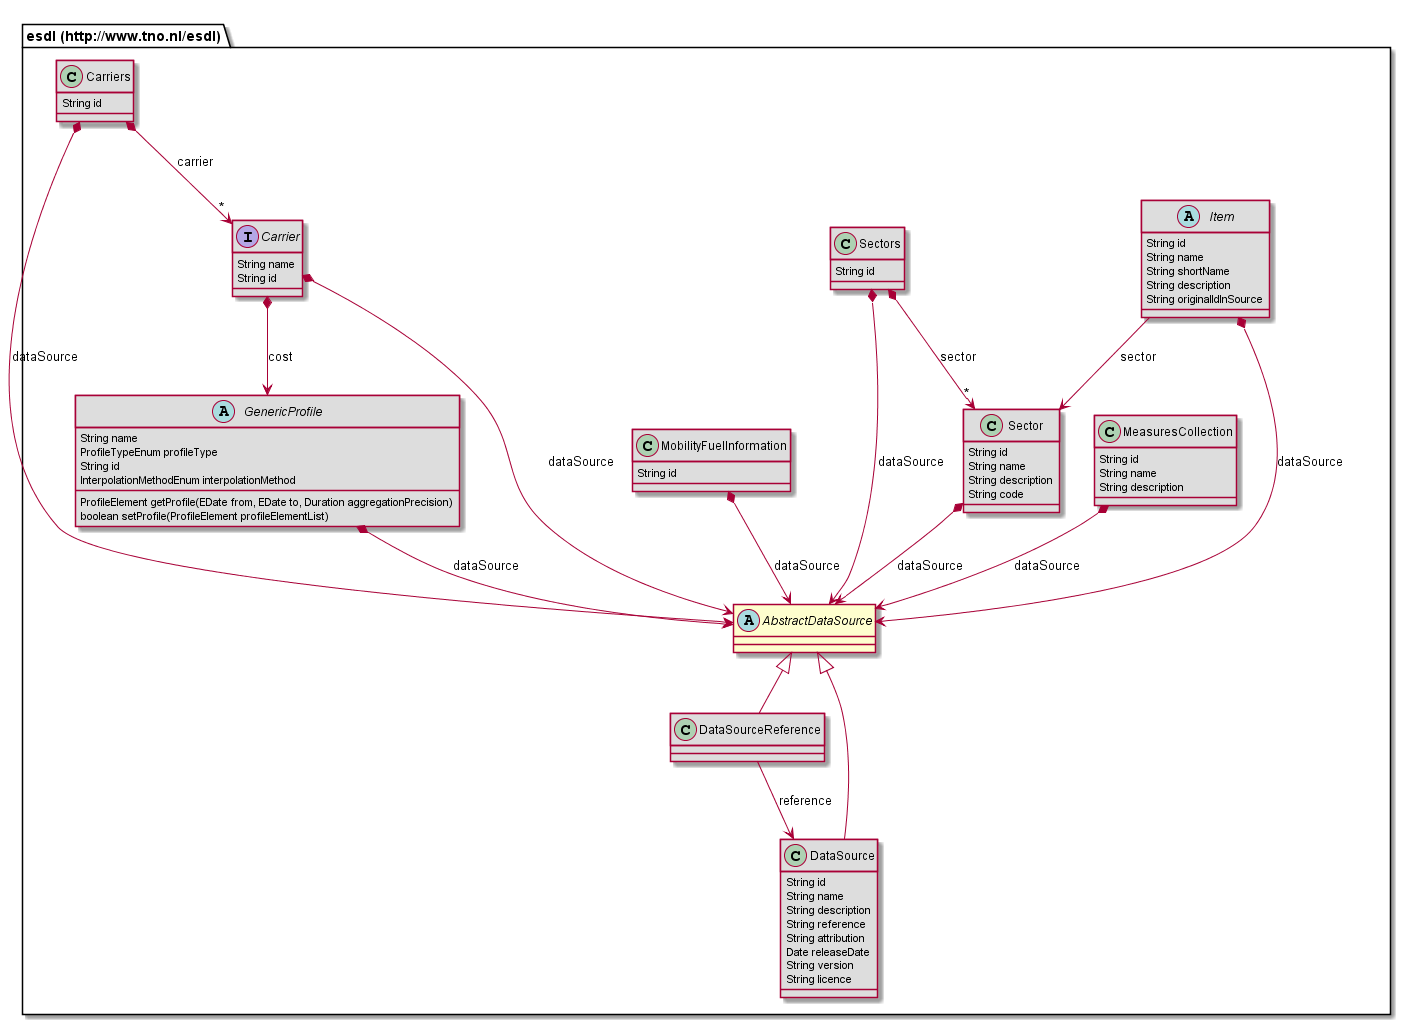 esdl (http://www.tno.nl/esdl)
C Carriers
String id
carrier
*
A Item
String id
String name
String shortName
String description
String originalIdInSource
I Carrier
String name
String id
C Sectors
String id
dataSource
cost
sector
*
sector
dataSource
dataSource
dataSource
A GenericProfile
String name
ProfileTypeEnum profileType
String id
InterpolationMethodEnum interpolationMethod
ProfileElement getProfile(EDate from, EDate to, Duration aggregationPrecision)
boolean setProfile(ProfileElement profileElementList)
C MobilityFuelInformation
String id
C Sector
String id
String name
String description
String code
C MeasuresCollection
String id
String name
String description
dataSource
dataSource
dataSource
dataSource
A AbstractDataSource
C DataSourceReference
reference
C DataSource
String id
String name
String description
String reference
String attribution
Date releaseDate
String version
String licence